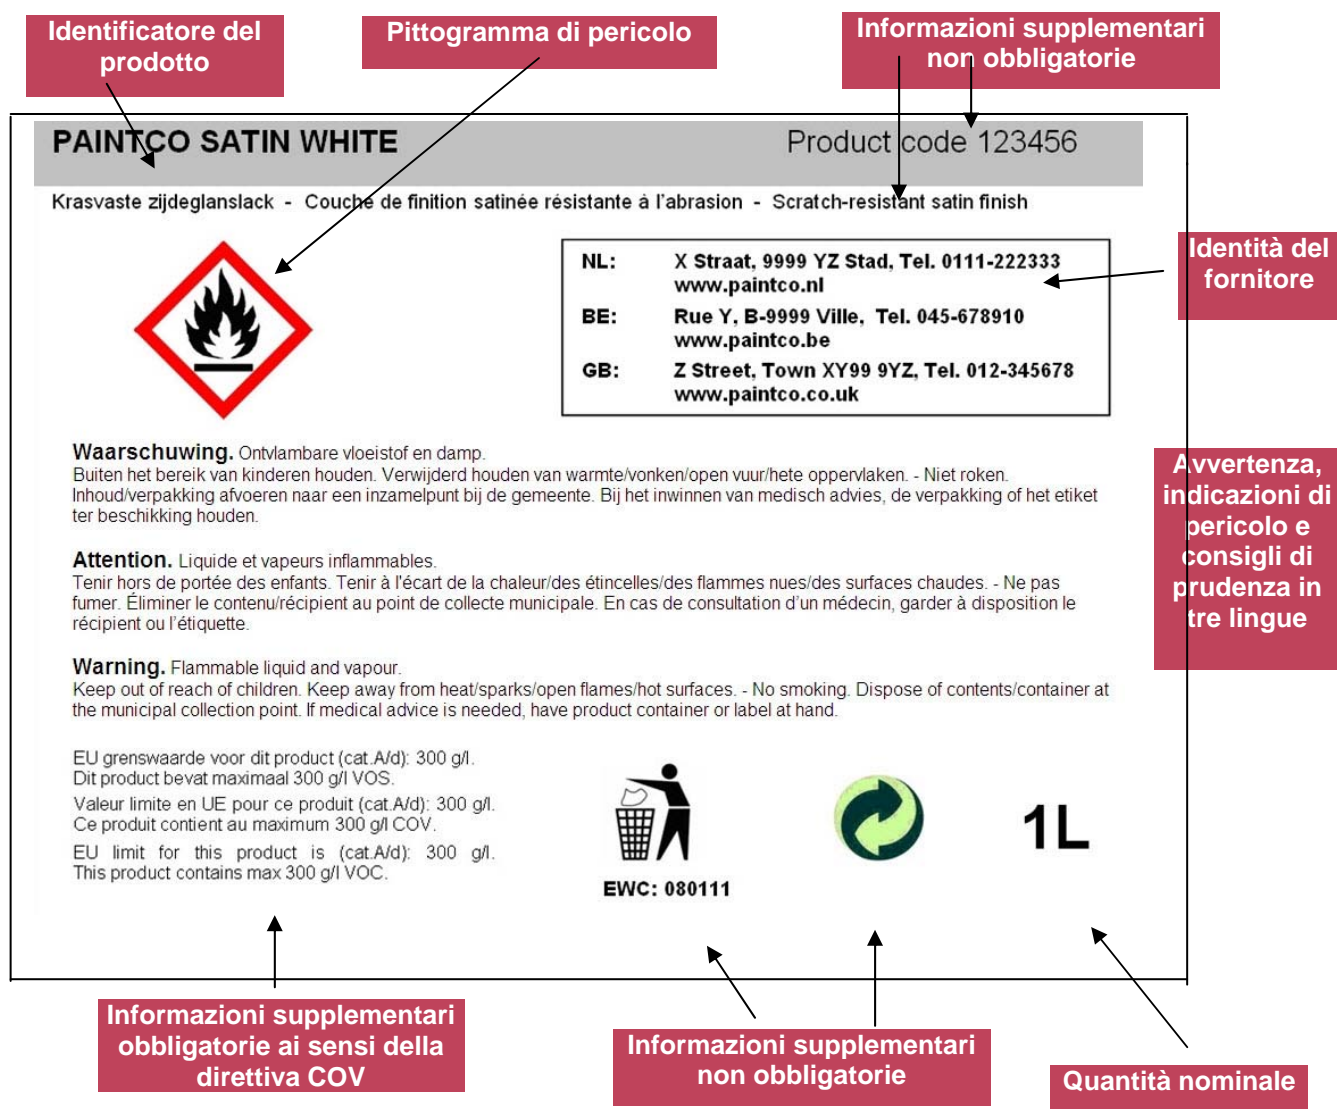 Identificatore del
prodotto
Pittogramma di pericolo
Informazioni supplementari
non obbligatorie
PAINTCO SATIN WHITE
Product code 123456
Krasvaste zijdeglanslack - Couche de finition satinée résistante à l'abrasion - Scratch-resistant satin finish
NL: X Straat, 9999 YZ Stad, Tel. 0111-222333
www.paintco.nl
BE: Rue Y, B-9999 Ville, Tel. 045-678910
www.paintco.be
GB: Z Street, Town XY99 9YZ, Tel. 012-345678
www.paintco.co.uk
Identità del
fornitore
Waarschuwing. Ontvlambare vloeistof en damp.
Buiten het bereik van kinderen houden. Verwijderd houden van warmte/vonken/open vuur/hete oppervlaken. - Niet roken.
Inhoud/verpakking afvoeren naar een inzamelpunt bij de gemeente. Bij het inwinnen van medisch advies, de verpakking of het etiket
ter beschikking houden.
Attention. Liquide et vapeurs inflammables.
Tenir hors de portée des enfants. Tenir à l'écart de la chaleur/des étincelles/des flammes nues/des surfaces chaudes. - Ne pas
fumer. Éliminer le contenu/récipient au point de collecte municipale. En cas de consultation d'un médecin, garder à disposition le
récipient ou l'étiquette.
Warning. Flammable liquid and vapour.
Keep out of reach of children. Keep away from heat/sparks/open flames/hot surfaces. - No smoking. Dispose of contents/container at
the municipal collection point. If medical advice is needed, have product container or label at hand.
Avvertenza,
indicazioni di
pericolo e
consigli di
prudenza in
tre lingue
EU grenswaarde voor dit product (cat.A/d): 300 g/l.
Dit product bevat maximaal 300 g/l VOS.
Valeur limite en UE pour ce produit (cat.A/d): 300 g/l.
Ce produit contient au maximum 300 g/l COV.
EU limit for this product is (cat.A/d): 300 g/l.
This product contains max 300 g/l VOC.
EWC: 080111
1L
Informazioni supplementari
obbligatorie ai sensi della
direttiva COV
Informazioni supplementari
non obbligatorie
Quantità nominale